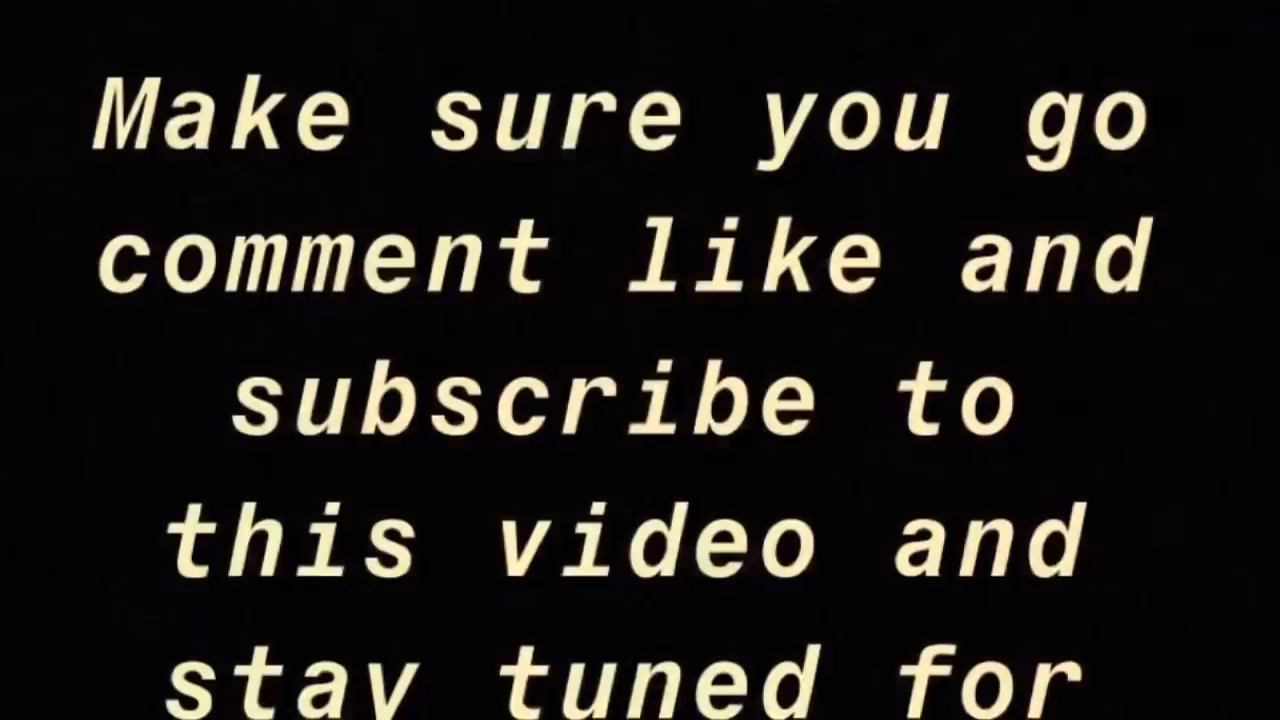 Make sure you go
comment like and
subscribe to
this video and
stay tuned for